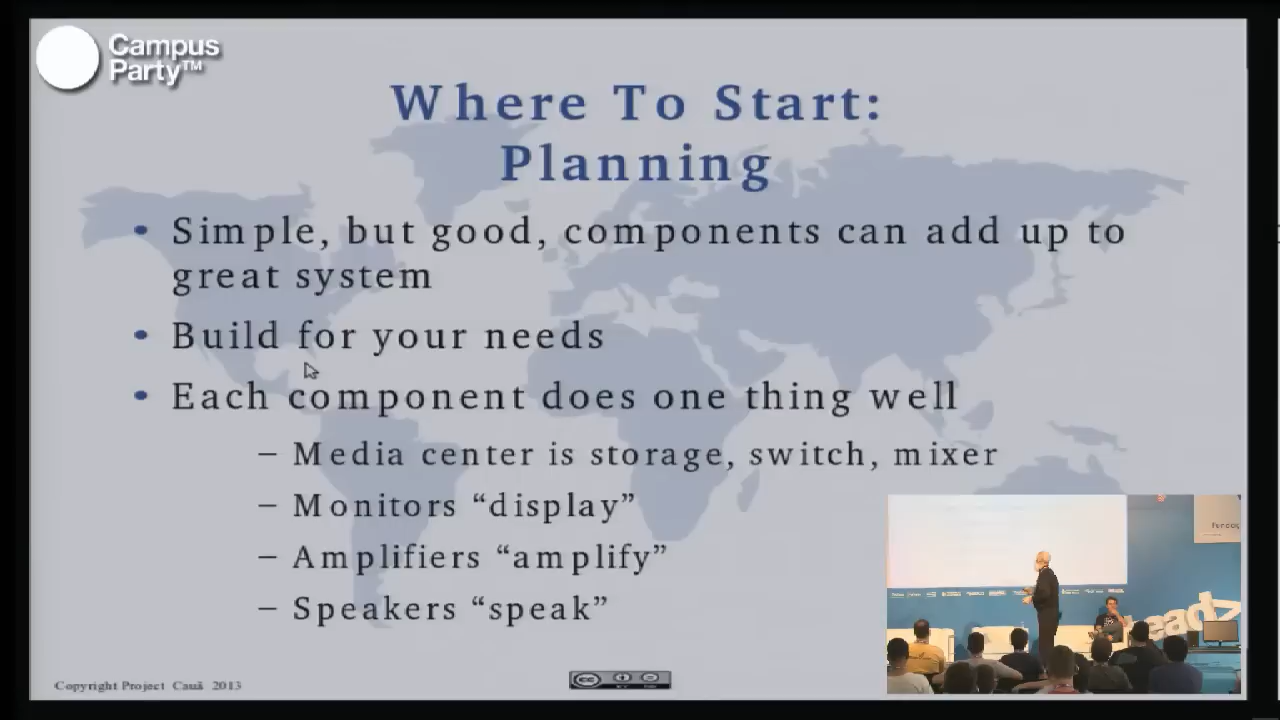 Campus
Party™
Where To Start:
Planning
• Simple, but good, components can add up to
great system
• Build for your needs
• Each component does one thing well
– Media center is storage, switch, mixer
– Monitors “display”
– Amplifiers “amplify”
– Speakers “speak”
Copyright Project Cauã 2013
cc